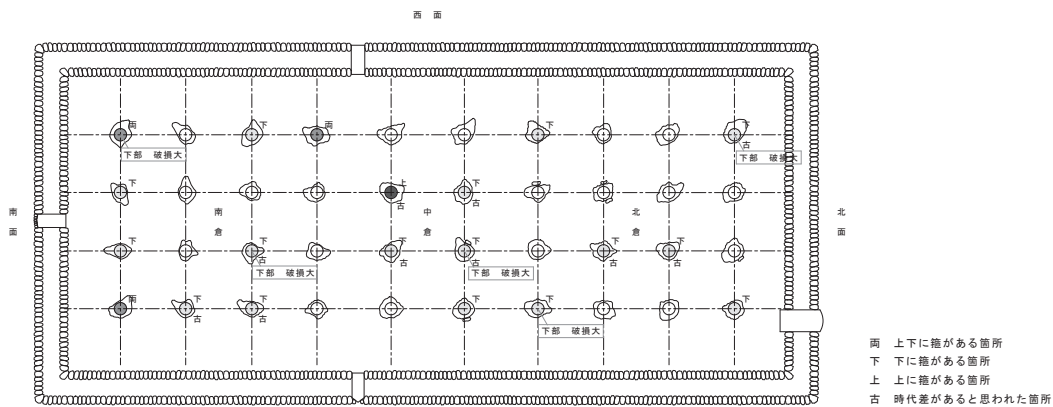 西　面
両
下
両
下
下
古
下部　破損大
下部　破損大
下
上
古
下
古
南面
南倉
中倉
北倉
北面
下
下
古
下
古
下
古
下
古
下
古
下部　破損大
下部　破損大
両
下
古
下
古
下
下
下
下部　破損大
両　上下に箍がある箇所
下　下に箍がある箇所
上　上に箍がある箇所
古　時代差があると思われた箇所